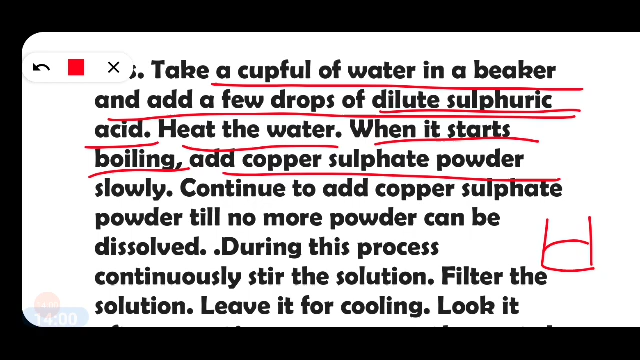 s. Take a cupful of water in a beaker
and add a few drops of dilute sulphuric
acid. Heat the water. When it starts
boiling, add copper sulphate powder
slowly. Continue to add copper sulphate
powder till no more powder can be
dissolved. .During this process
continuously stir the solution. Filter the
solution. Leave it for cooling. Look it
14:00